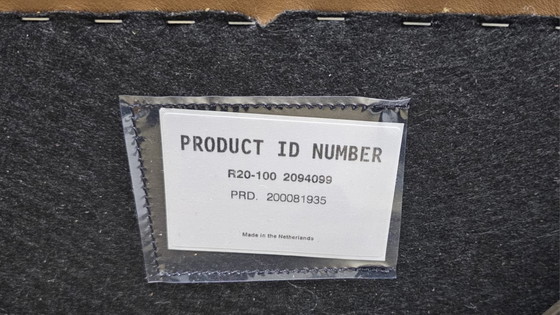 PRODUCT ID NUMBER
R20-100 2094099
PRD. 200081935
Made in the Netherlands